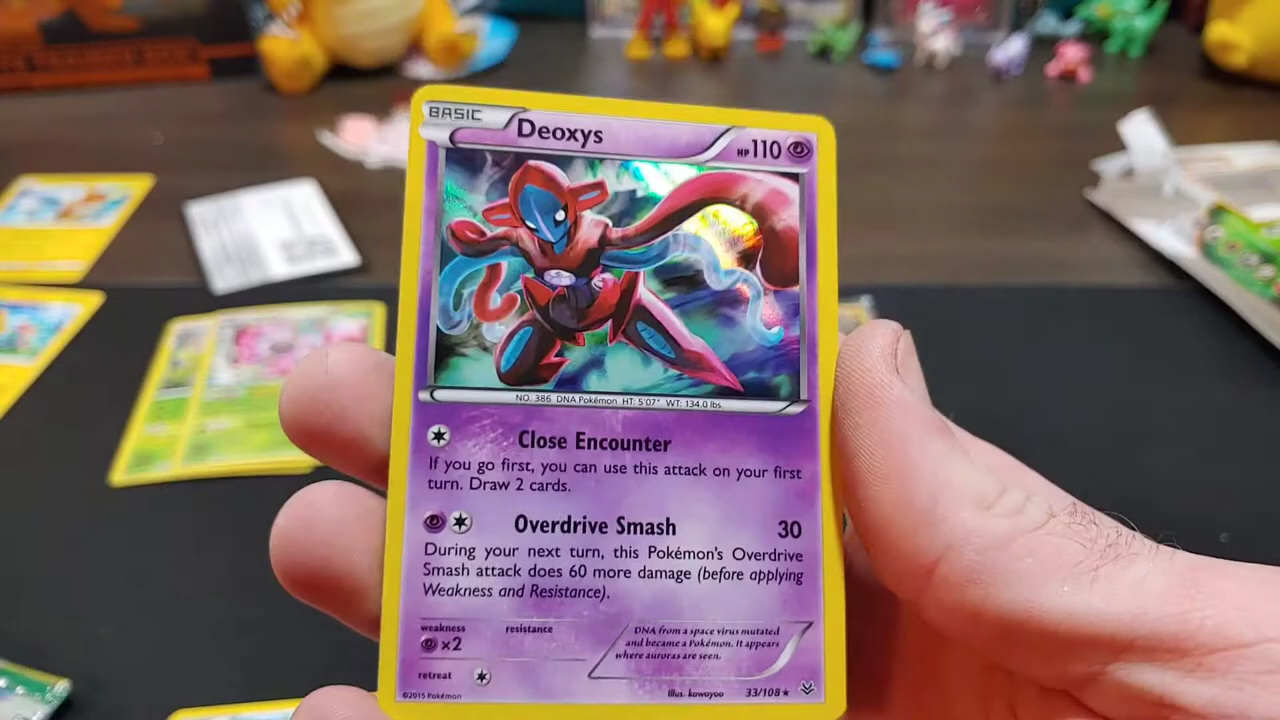 BASIC
Deoxys
HP110
NO. 386 DNA Pokémon HT: 5'07" WT: 134.0 lbs.
Close Encounter
If you go first, you can use this attack on your first
turn. Draw 2 cards.
Overdrive Smash 30
During your next turn, this Pokémon's Overdrive
Smash attack does 60 more damage (before applying
Weakness and Resistance).
weakness resistance
×2
DNA from a space virus mutated
and became a Pokémon. It appears
where auroras are seen.
retreat
©2015 Pokémon
Illus. kawayoo
33/108